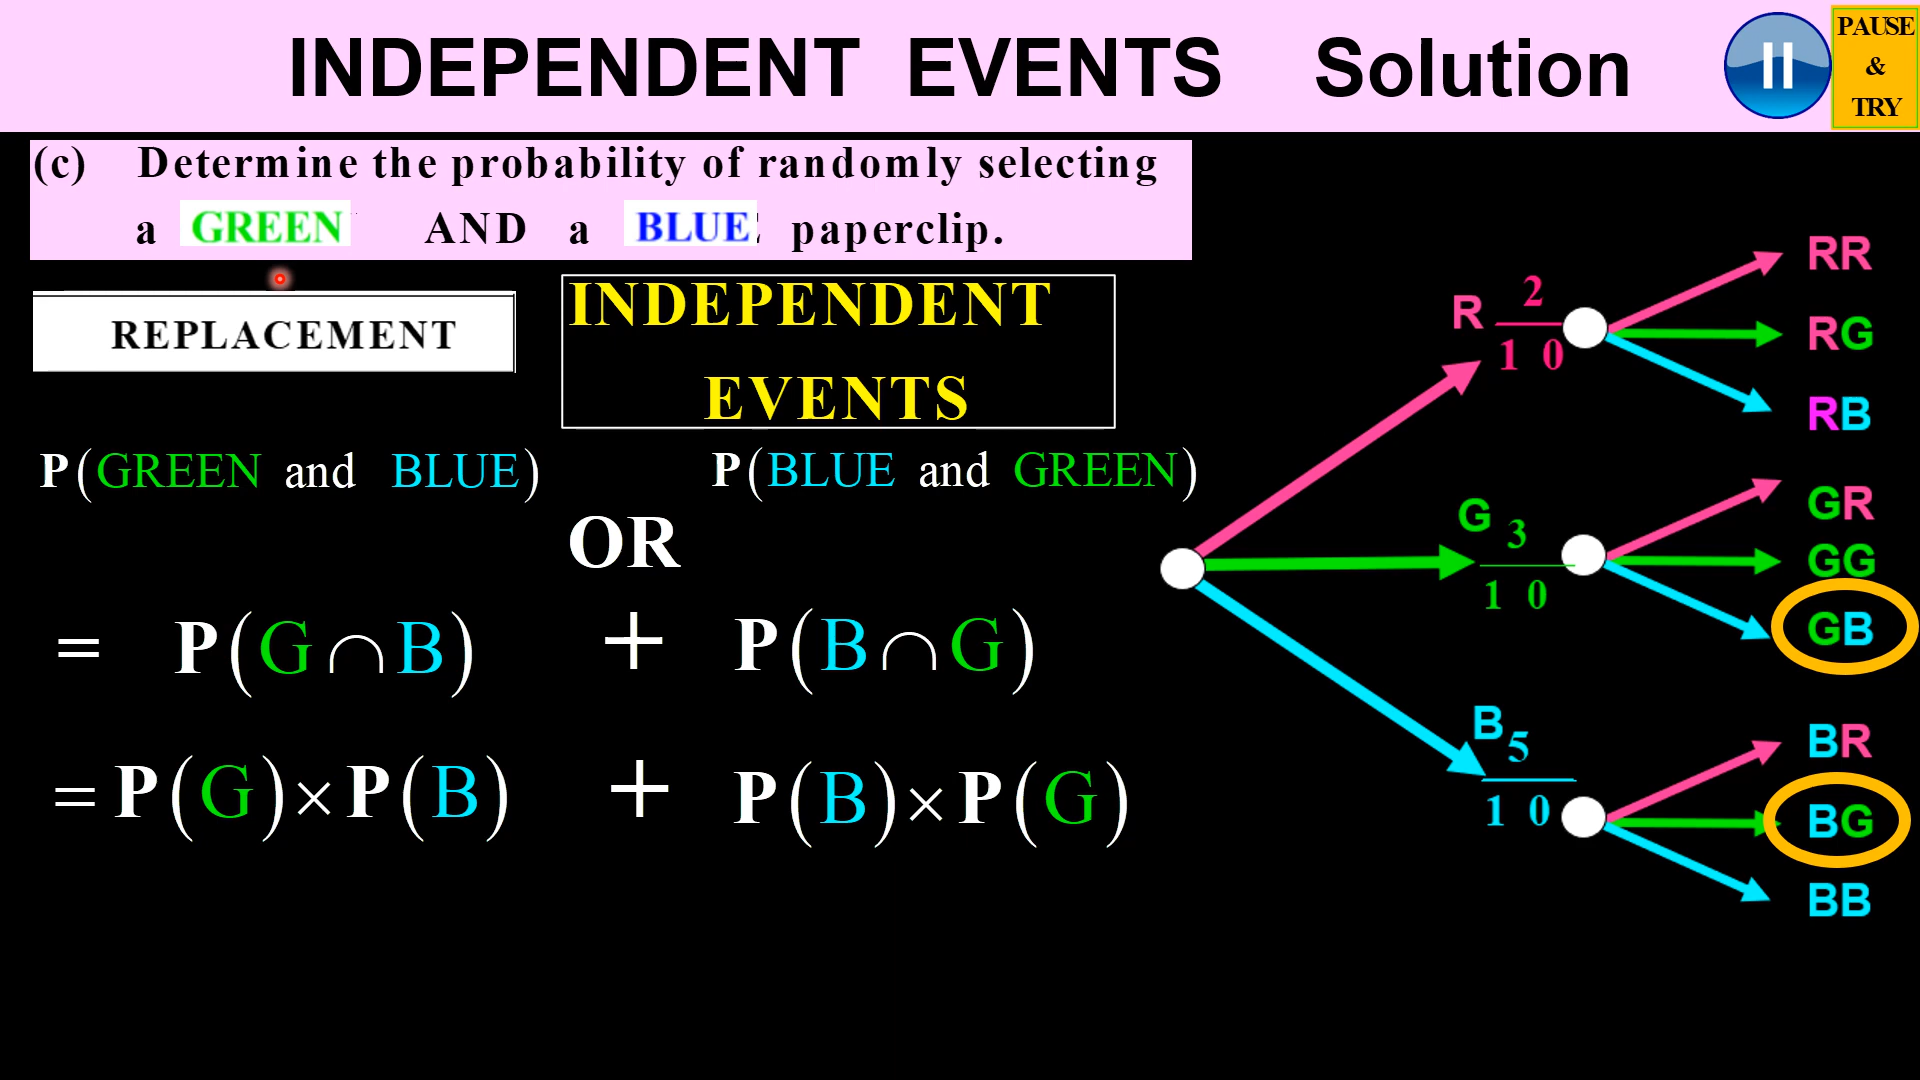 INDEPENDENT EVENTS Solution
PAUSE
&
TRY
(c) Determine the probability of randomly selecting
a GREEN AND a BLUE paperclip.
REPLACEMENT
INDEPENDENT
EVENTS
P(GREEN and BLUE)
OR
P(BLUE and GREEN)
= P(G∩B) + P(B∩G)
= P(G)×P(B) + P(B)×P(G)
R 2/10
RR
RG
RB
G 3/10
GR
GG
GB
B 5/10
BR
BG
BB